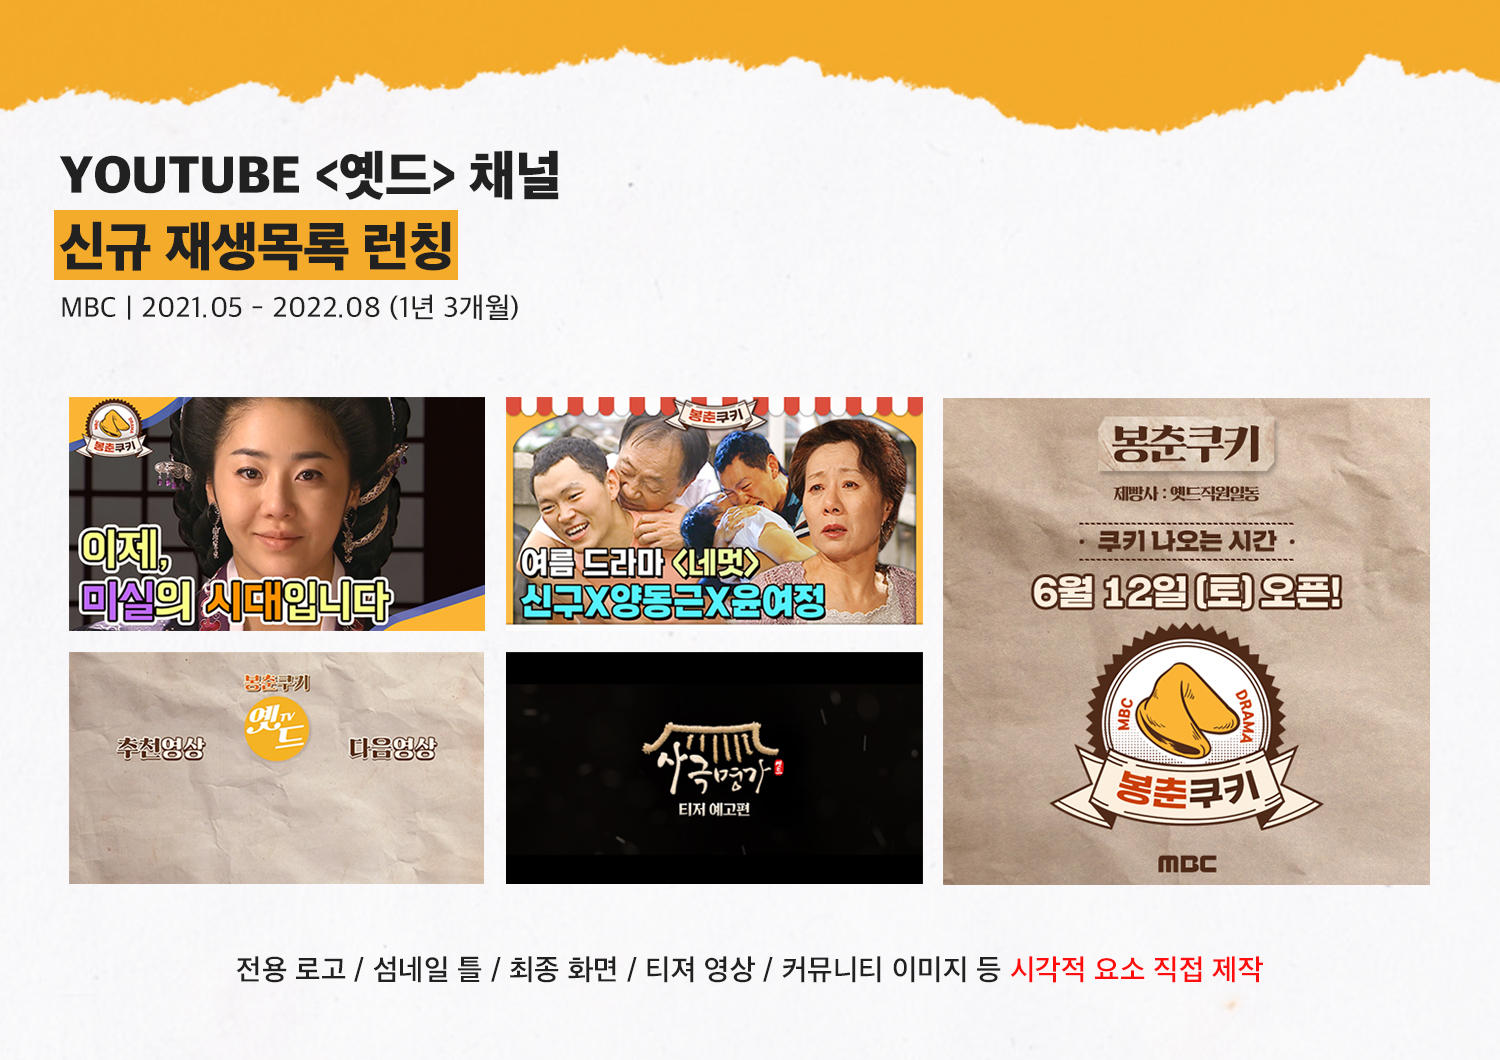 YOUTUBE <옛드> 채널
신규 재생목록 런칭
MBC | 2021.05 - 2022.08 (1년 3개월)
봉춘쿠키
이제,
미실의 시대입니다
봉춘쿠키
여름 드라마 <네멋>
신구X양동근X윤여정
봉춘쿠키
제빵사 : 옛드직원일동
· 쿠키 나오는 시간 ·
6월 12일 (토) 오픈!
MBC DRAMA
봉춘쿠키
MBC
봉춘쿠키
옛드 TV
추천영상
다음영상
사극명가
티저 예고편
전용 로고 / 섬네일 틀 / 최종 화면 / 티져 영상 / 커뮤니티 이미지 등 시각적 요소 직접 제작